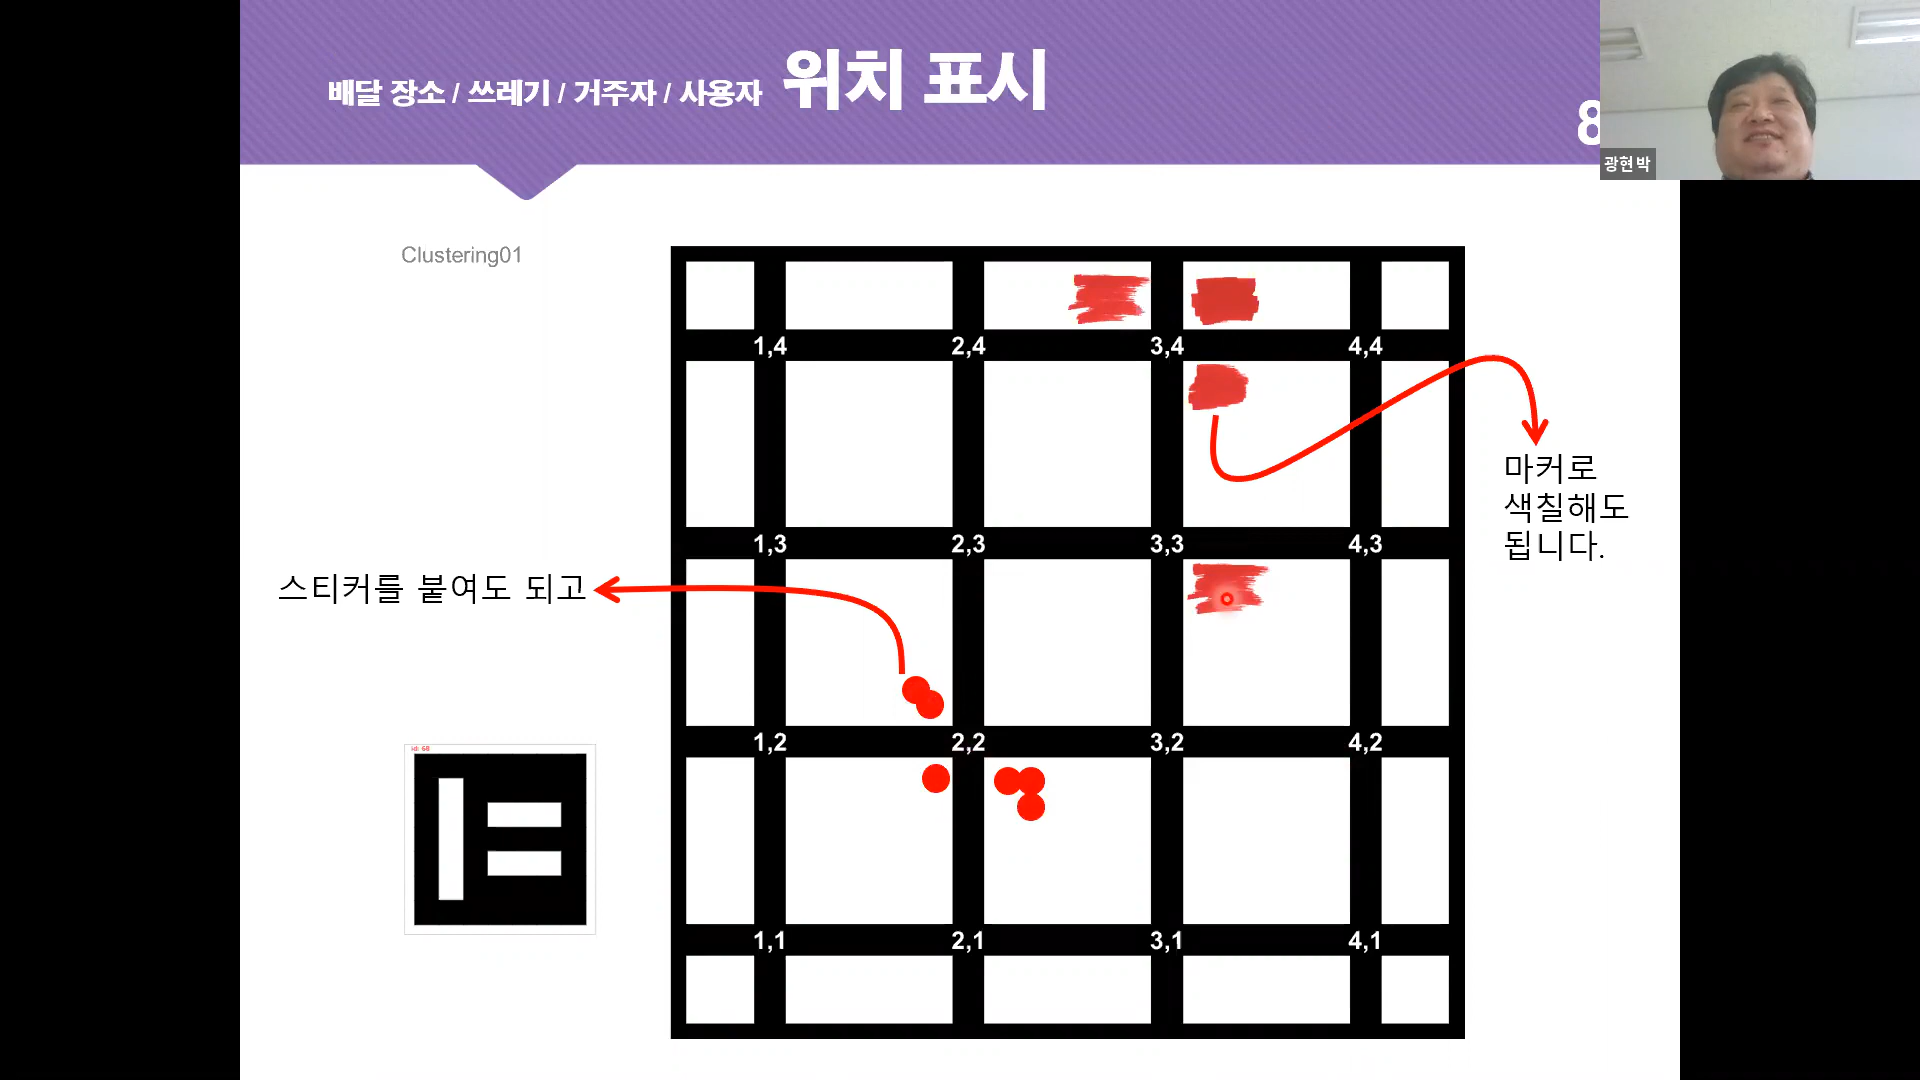 배달 장소 / 쓰레기 / 거주자 / 사용자 위치 표시
8
광현 박
Clustering01
1,4 2,4 3,4 4,4
마커로
색칠해도
됩니다.
1,3 2,3 3,3 4,3
스티커를 붙여도 되고
1,2 2,2 3,2 4,2
1,1 2,1 3,1 4,1